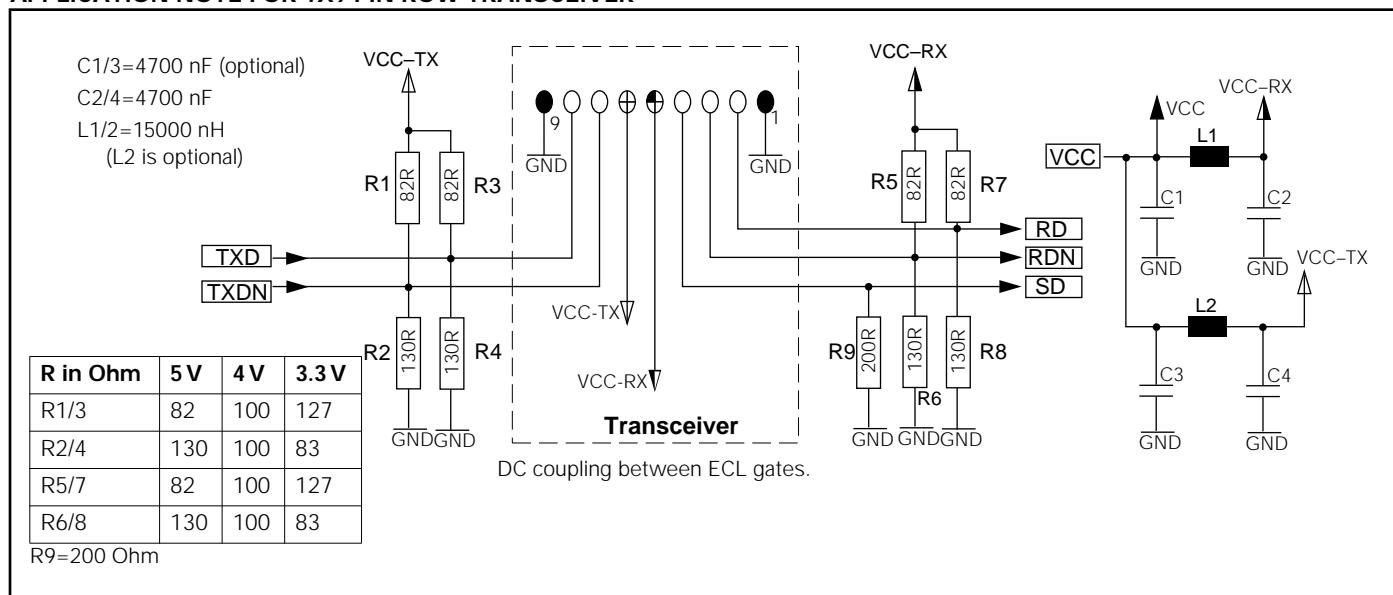 APPLICATION NOTE FOR 1X9 PIN ROW TRANSCEIVER
C1/3=4700 nF (optional)
C2/4=4700 nF
L1/2=15000 nH
(L2 is optional)
VCC–TX
R1
82R
82R
R3
TXD
TXDN
R2
130R
130R
R4
GND
GND
9
1
GND
GND
VCC-TX
VCC-RX
Transceiver
DC coupling between ECL gates.
VCC–RX
R5
82R
82R
R7
RD
RDN
SD
R9
200R
130R
130R
R8
R6
GND
GND
GND
VCC
VCC
L1
VCC–RX
C1
C2
GND
GND
VCC–TX
L2
C3
C4
GND
GND
R in Ohm 5 V 4 V 3.3 V
R1/3 82 100 127
R2/4 130 100 83
R5/7 82 100 127
R6/8 130 100 83
R9=200 Ohm